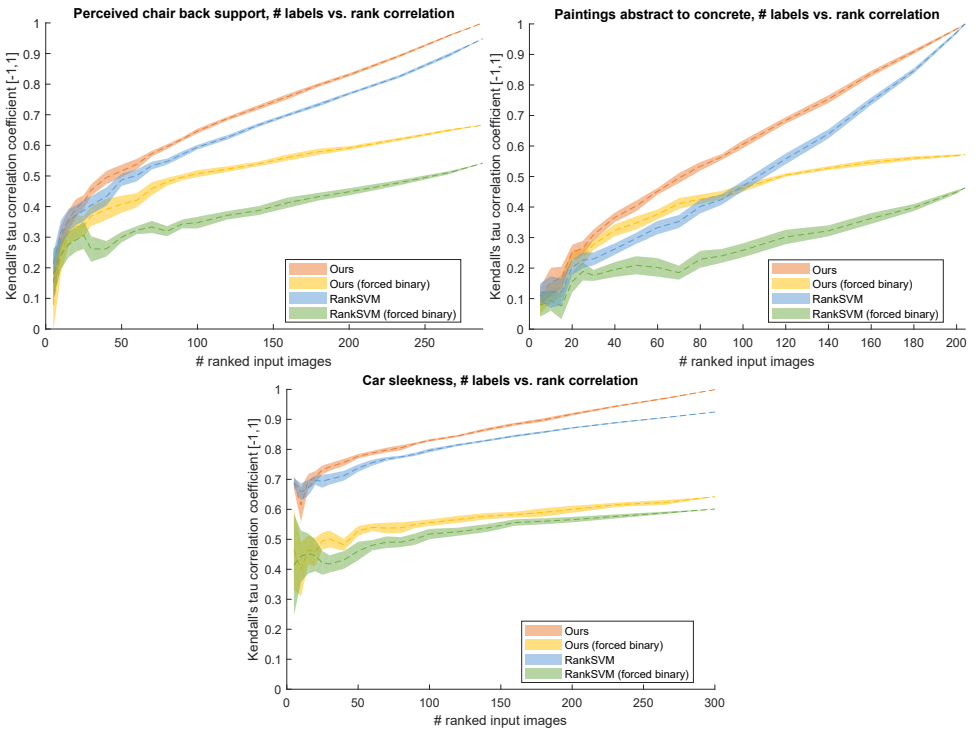 Perceived chair back support, # labels vs. rank correlation
Kendall's tau correlation coefficient [-1,1]
1
0.9
0.8
0.7
0.6
0.5
0.4
0.3
0.2
0.1
0
Ours
Ours (forced binary)
RankSVM
RankSVM (forced binary)
0 50 100 150 200 250
# ranked input images
Paintings abstract to concrete, # labels vs. rank correlation
Kendall's tau correlation coefficient [-1,1]
1
0.9
0.8
0.7
0.6
0.5
0.4
0.3
0.2
0.1
0
Ours
Ours (forced binary)
RankSVM
RankSVM (forced binary)
0 20 40 60 80 100 120 140 160 180 200
# ranked input images
Car sleekness, # labels vs. rank correlation
Kendall's tau correlation coefficient [-1,1]
1
0.9
0.8
0.7
0.6
0.5
0.4
0.3
0.2
0.1
0
Ours
Ours (forced binary)
RankSVM
RankSVM (forced binary)
0 50 100 150 200 250 300
# ranked input images